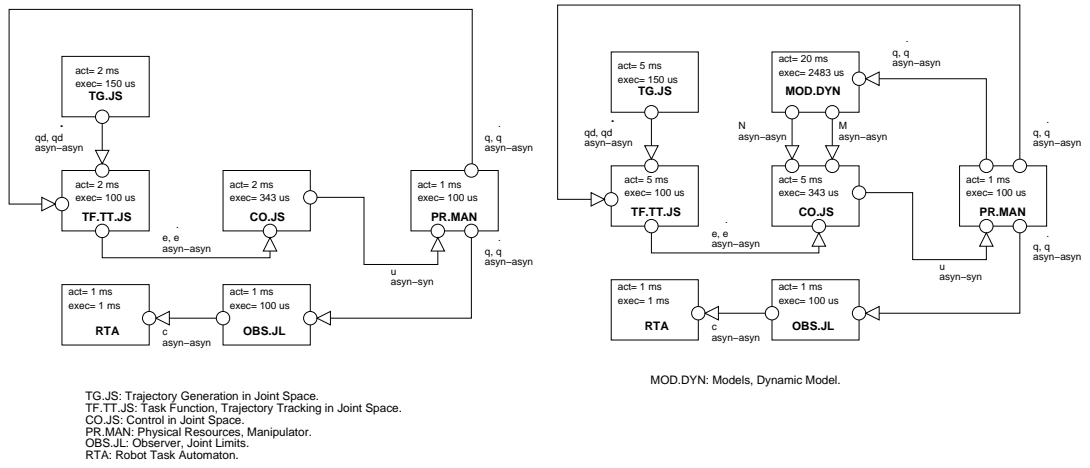 act= 2 ms
exec= 150 us
TG.JS
qd, qd
asyn–asyn
q, q
asyn–asyn
act= 2 ms
exec= 100 us
TF.TT.JS
act= 2 ms
exec= 343 us
CO.JS
act= 1 ms
exec= 100 us
PR.MAN
e, e
asyn–asyn
u
asyn–syn
q, q
asyn–asyn
act= 1 ms
exec= 1 ms
RTA
c
asyn–asyn
act= 1 ms
exec= 100 us
OBS.JL
TG.JS: Trajectory Generation in Joint Space.
TF.TT.JS: Task Function, Trajectory Tracking in Joint Space.
CO.JS: Control in Joint Space.
PR.MAN: Physical Resources, Manipulator.
OBS.JL: Observer, Joint Limits.
RTA: Robot Task Automaton.
act= 5 ms
exec= 150 us
TG.JS
act= 20 ms
exec= 2483 us
MOD.DYN
q, q
asyn–asyn
qd, qd
asyn–asyn
N
asyn–asyn
M
asyn–asyn
q, q
asyn–asyn
act= 5 ms
exec= 100 us
TF.TT.JS
act= 5 ms
exec= 343 us
CO.JS
act= 1 ms
exec= 100 us
PR.MAN
e, e
asyn–asyn
u
asyn–syn
q, q
asyn–asyn
act= 1 ms
exec= 1 ms
RTA
c
asyn–asyn
act= 1 ms
exec= 100 us
OBS.JL
MOD.DYN: Models, Dynamic Model.